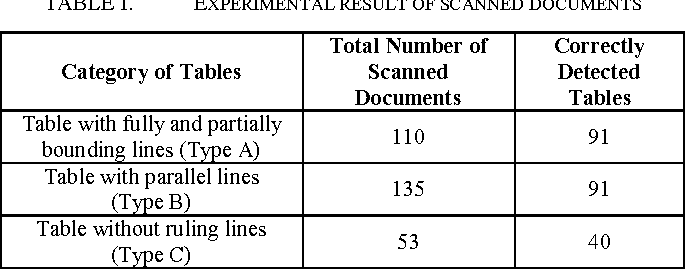 TABLE I. EXPERIMENTAL RESULT OF SCANNED DOCUMENTS
Category of Tables
Total Number of
Scanned
Documents
Correctly
Detected
Tables
Table with fully and partially
bounding lines (Type A)
110
91
Table with parallel lines
(Type B)
135
91
Table without ruling lines
(Type C)
53
40